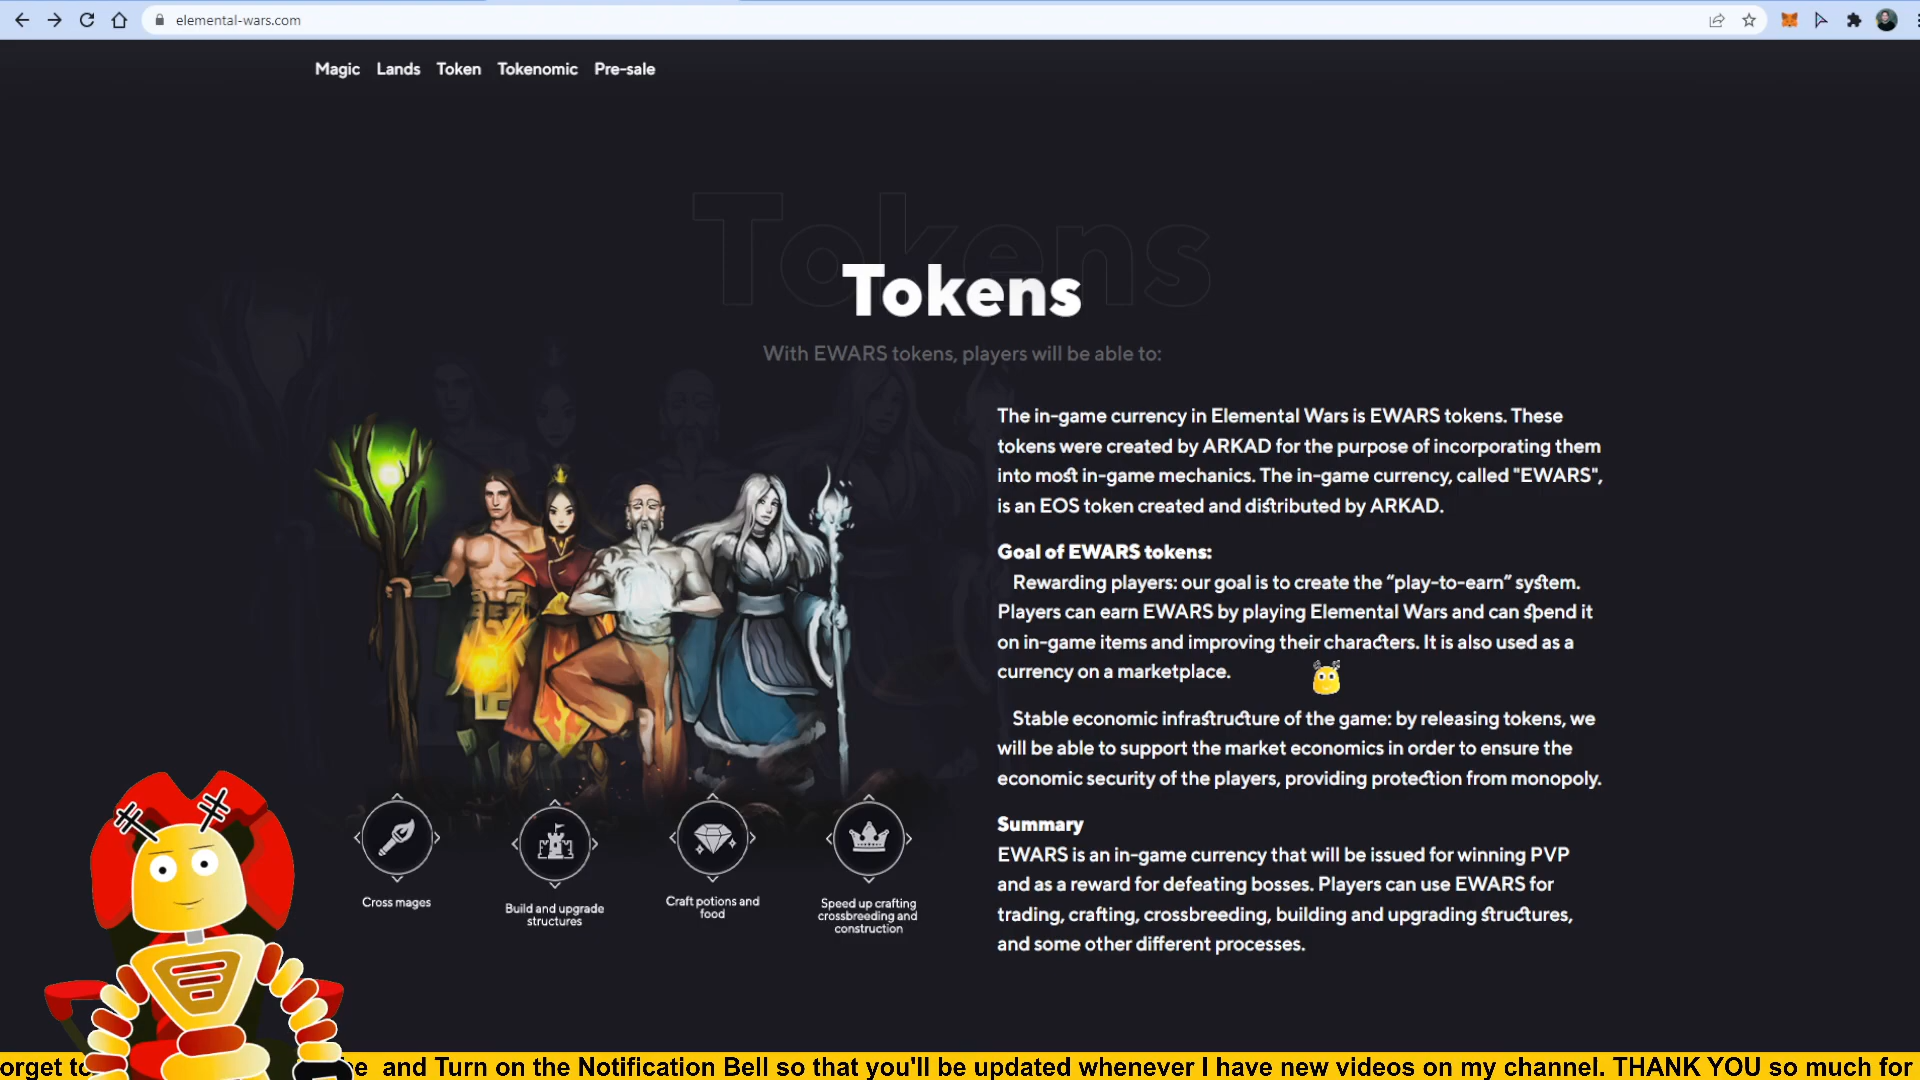 elemental-wars.com
Magic Lands Token Tokenomic Pre-sale
Tokens
Tokens
With EWARS tokens, players will be able to:
The in-game currency in Elemental Wars is EWARS tokens. These
tokens were created by ARKAD for the purpose of incorporating them
into most in-game mechanics. The in-game currency, called "EWARS",
is an EOS token created and distributed by ARKAD.
Goal of EWARS tokens:
Rewarding players: our goal is to create the “play-to-earn” system.
Players can earn EWARS by playing Elemental Wars and can spend it
on in-game items and improving their characters. It is also used as a
currency on a marketplace.
Stable economic infrastructure of the game: by releasing tokens, we
will be able to support the market economics in order to ensure the
economic security of the players, providing protection from monopoly.
Summary
EWARS is an in-game currency that will be issued for winning PVP
and as a reward for defeating bosses. Players can use EWARS for
trading, crafting, crossbreeding, building and upgrading structures,
and some other different processes.
Cross mages
Build and upgrade
structures
Craft potions and
food
Speed up crafting
crossbreeding and
construction
and Turn on the Notification Bell so that you'll be updated whenever I have new videos on my channel. THANK YOU so much for